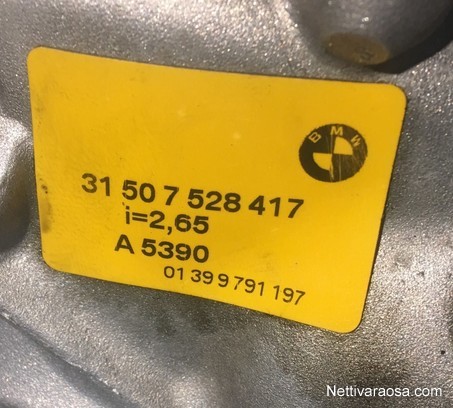 BMW
31 50 7 528 417
i=2,65
A 5390
01 39 9 791 197
Nettivaraosa.com